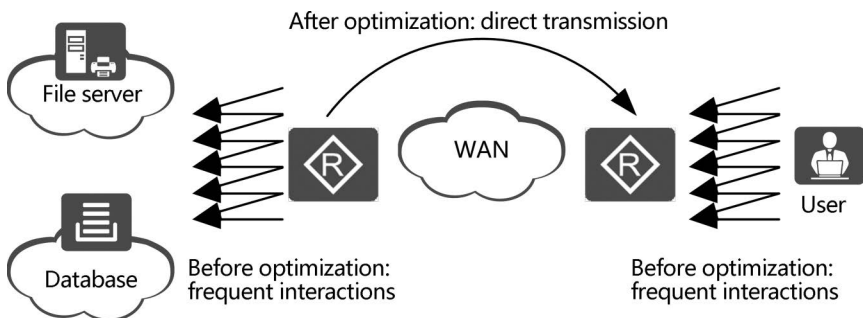 After optimization: direct transmission
File server
R
WAN
R
User
Database
Before optimization:
frequent interactions
Before optimization:
frequent interactions